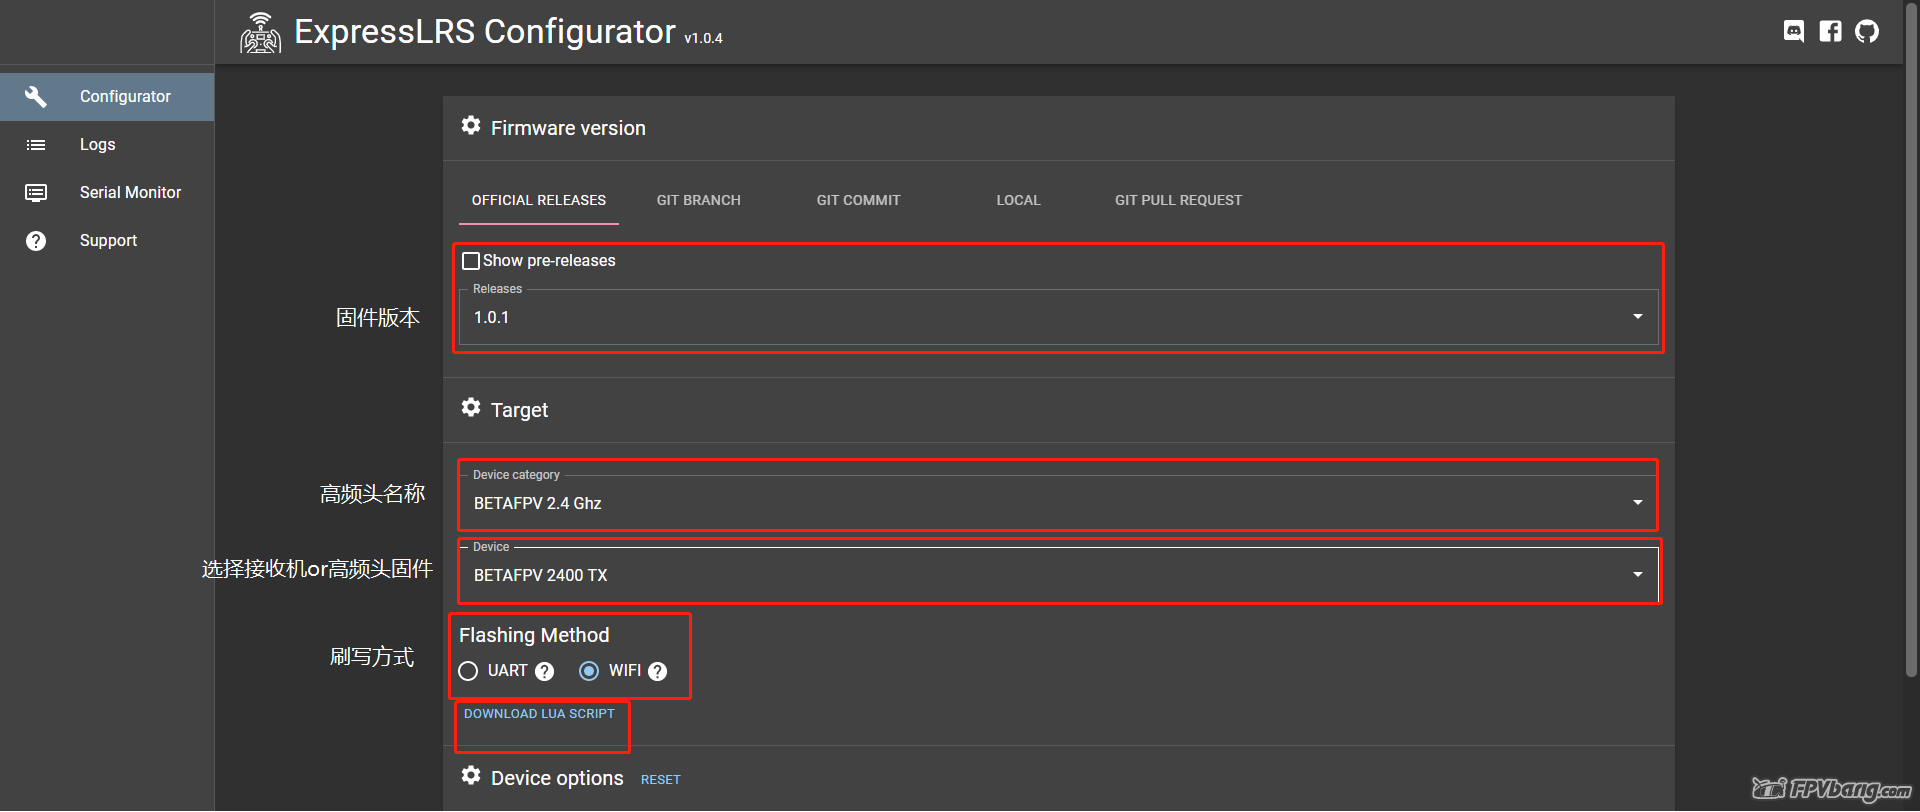 ExpressLRS Configurator v1.0.4
Configurator
Logs
Serial Monitor
Support
Firmware version
OFFICIAL RELEASES
GIT BRANCH
GIT COMMIT
LOCAL
GIT PULL REQUEST
Show pre-releases
Releases
固件版本
1.0.1
Target
Device category
高频头名称
BETAFPV 2.4 Ghz
Device
选择接收机or高频头固件
BETAFPV 2400 TX
Flashing Method
刷写方式
UART
WIFI
DOWNLOAD LUA SCRIPT
Device options
RESET
FPVbang.com